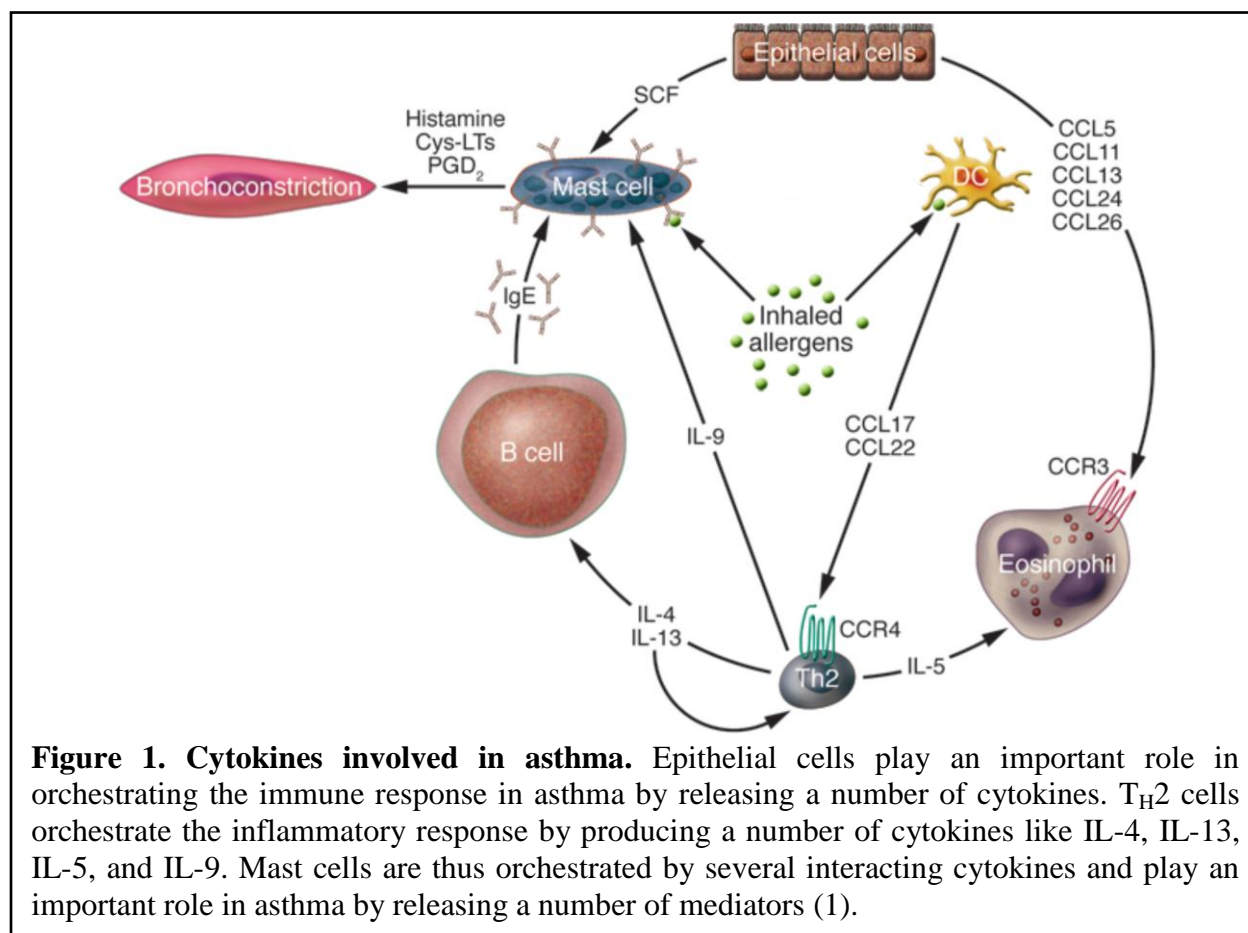 Epithelial cells
SCF
Histamine
Cys-LTs
PGD₂
Bronchoconstriction
Mast cell
DC
CCL5
CCL11
CCL13
CCL24
CCL26
IgE
Inhaled
allergens
B cell
IL-9
CCL17
CCL22
CCR3
Eosinophil
IL-4
IL-13
CCR4
Th2
IL-5
Figure 1. Cytokines involved in asthma. Epithelial cells play an important role in
orchestrating the immune response in asthma by releasing a number of cytokines. T_H2 cells
orchestrate the inflammatory response by producing a number of cytokines like IL-4, IL-13,
IL-5, and IL-9. Mast cells are thus orchestrated by several interacting cytokines and play an
important role in asthma by releasing a number of mediators (1).